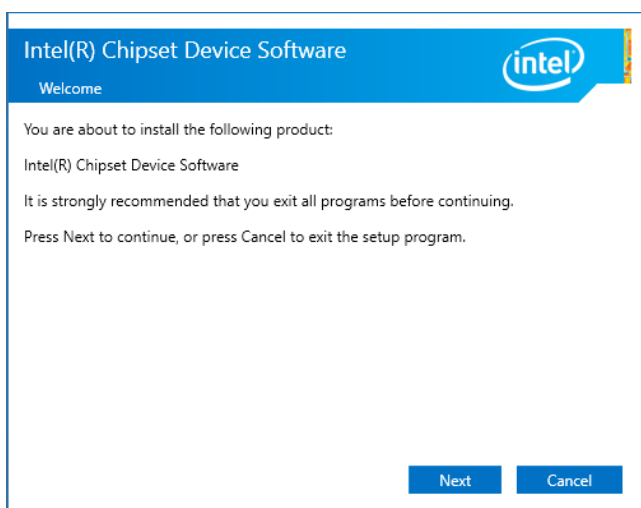 Intel(R) Chipset Device Software
intel
Welcome
You are about to install the following product:
Intel(R) Chipset Device Software
It is strongly recommended that you exit all programs before continuing.
Press Next to continue, or press Cancel to exit the setup program.
Next
Cancel